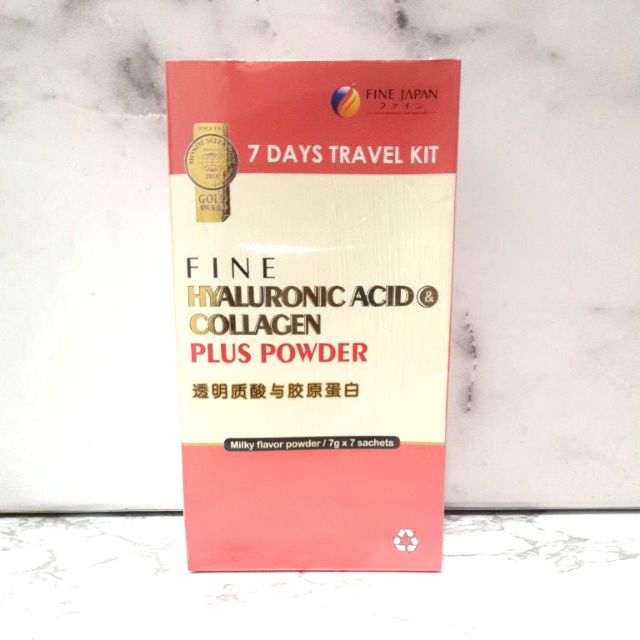 FINE JAPAN
ファイン
7 DAYS TRAVEL KIT
2014
GOLD
FINE
HYALURONIC ACID &
COLLAGEN
PLUS POWDER
透明质酸与胶原蛋白
Milky flavor powder / 7g x 7 sachets